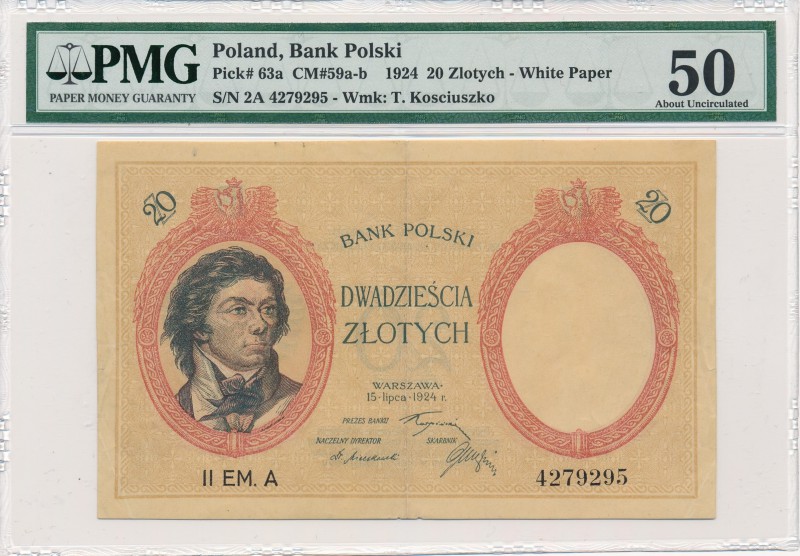 PMG
PAPER MONEY GUARANTY
Poland, Bank Polski
Pick# 63a CM#59a-b 1924 20 Zlotych - White Paper
S/N 2A 4279295 - Wmk: T. Kosciuszko
50
About Uncirculated
20
20
BANK POLSKI
DWADZIEŚCIA
ZŁOTYCH
WARSZAWA·
15·lipca·1924 r.
PREZES BANKU
NACZELNY DYREKTOR SKARBNIK
II EM. A
4279295